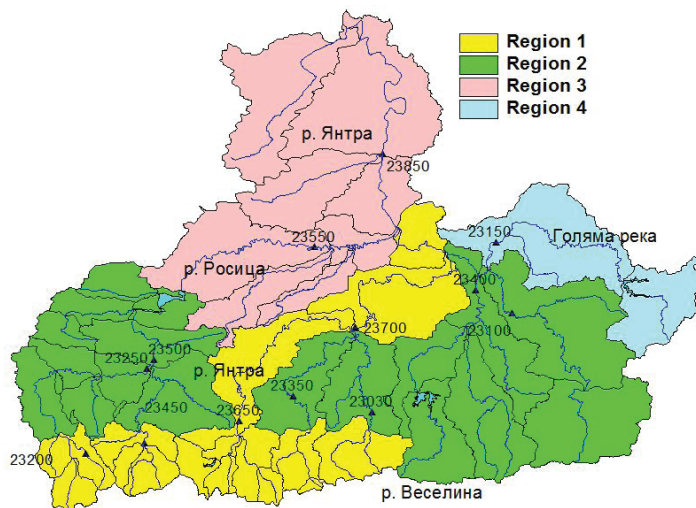 Region 1
Region 2
Region 3
Region 4
р. Янтра
23850
23550
23150
Голяма река
р. Росица
23400
23700
23100
23500
23250
р. Янтра
23350
23450
23650
23030
23200
р. Веселина